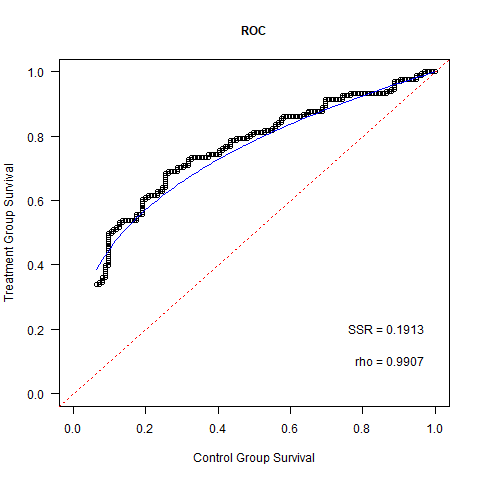 ROC
Treatment Group Survival
1.0
0.8
0.6
0.4
0.2
0.0
SSR = 0.1913
rho = 0.9907
0.0 0.2 0.4 0.6 0.8 1.0
Control Group Survival